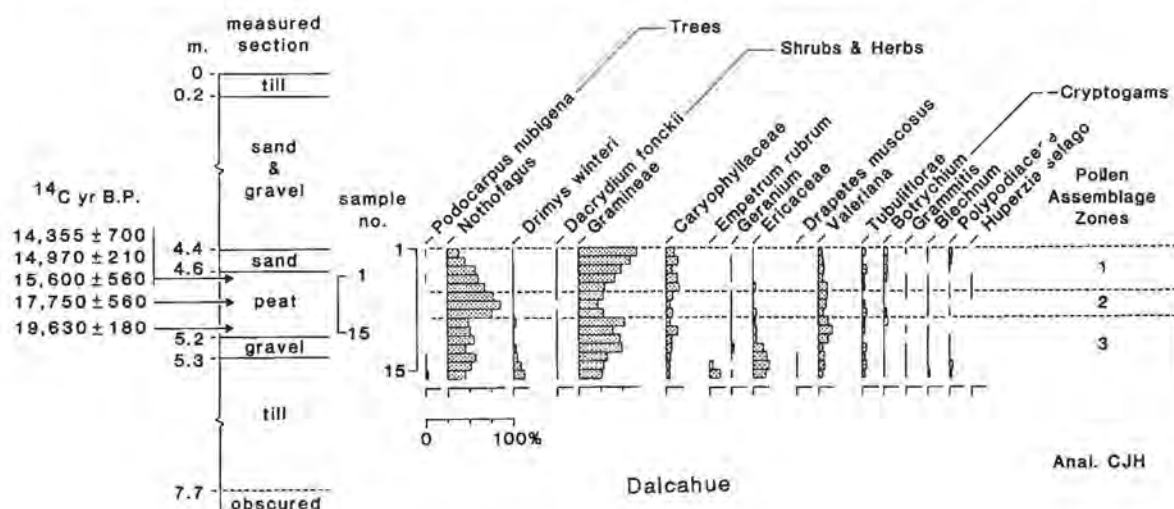 measured
section
m.
0
till
0.2
sand
&
gravel
¹⁴C yr B.P.
14,355 ± 700
14,970 ± 210
15,600 ± 560
17,750 ± 560
19,630 ± 180
4.4
sand
4.6
peat
5.2
gravel
5.3
till
7.7
obscured
sample
no.
1
15
1
15
Trees
Shrubs & Herbs
Cryptogams
Podocarpus nubigena
Nothofagus
Drimys winteri
Dacrydium fonckii
Gramineae
Caryophyllaceae
Empetrum rubrum
Geranium
Ericaceae
Drapetes muscosus
Valeriana
Tubuliflorae
Botrychium
Grammitis
Blechnum
Polypodiaceae
Huperzia selago
Pollen
Assemblage
Zones
1
2
3
0 100%
Dalcahue
Anal. CJH